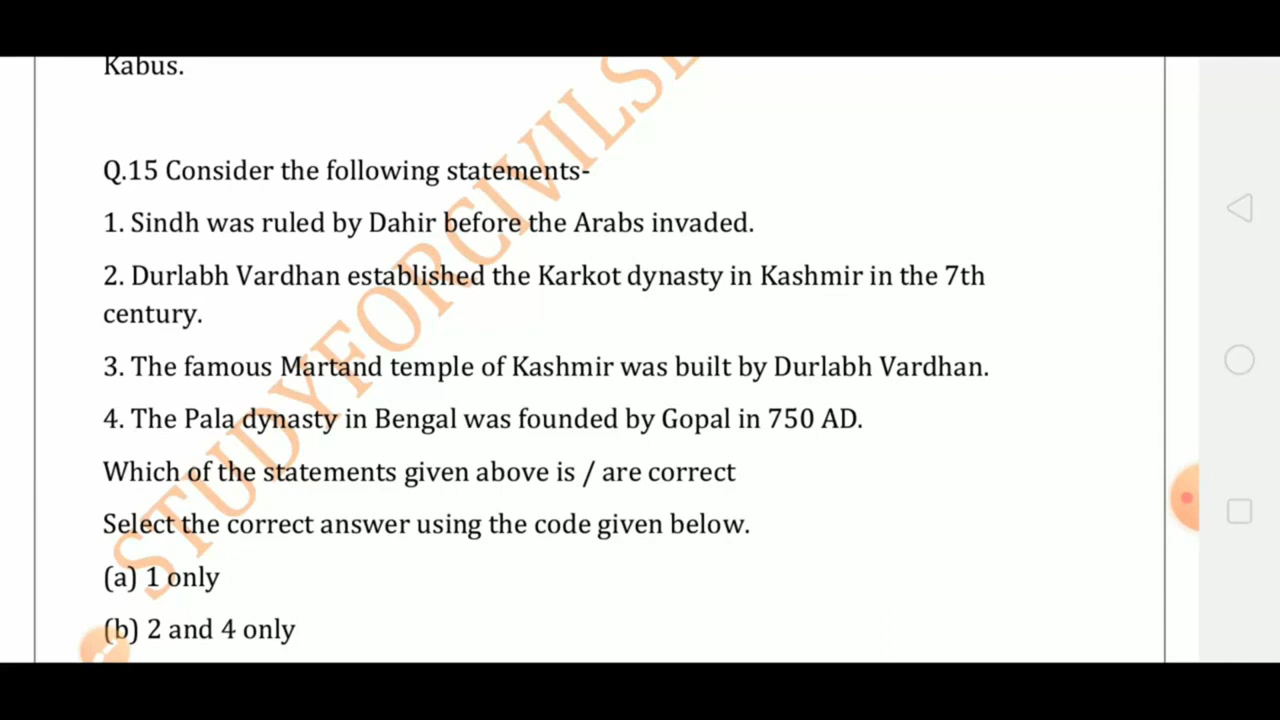 Kabus.
Q.15 Consider the following statements-
1. Sindh was ruled by Dahir before the Arabs invaded.
2. Durlabh Vardhan established the Karkot dynasty in Kashmir in the 7th
century.
3. The famous Martand temple of Kashmir was built by Durlabh Vardhan.
4. The Pala dynasty in Bengal was founded by Gopal in 750 AD.
Which of the statements given above is / are correct
Select the correct answer using the code given below.
(a) 1 only
(b) 2 and 4 only